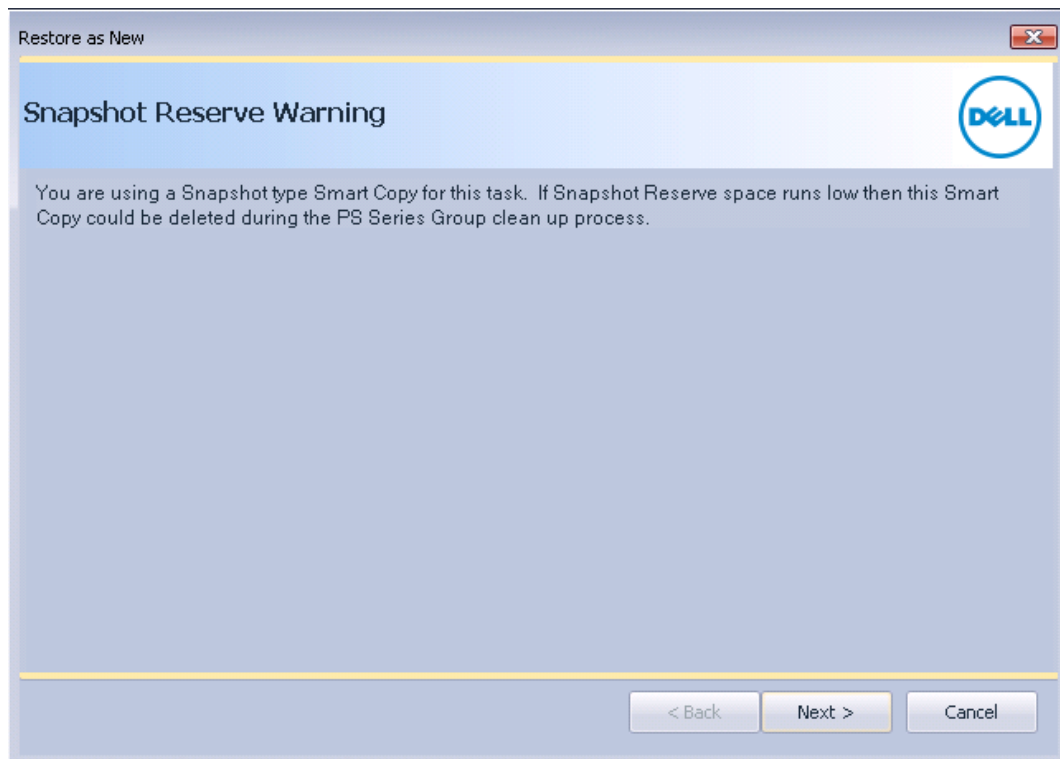 Restore as New
Snapshot Reserve Warning
DELL
You are using a Snapshot type Smart Copy for this task. If Snapshot Reserve space runs low then this Smart
Copy could be deleted during the PS Series Group clean up process.
< Back
Next >
Cancel